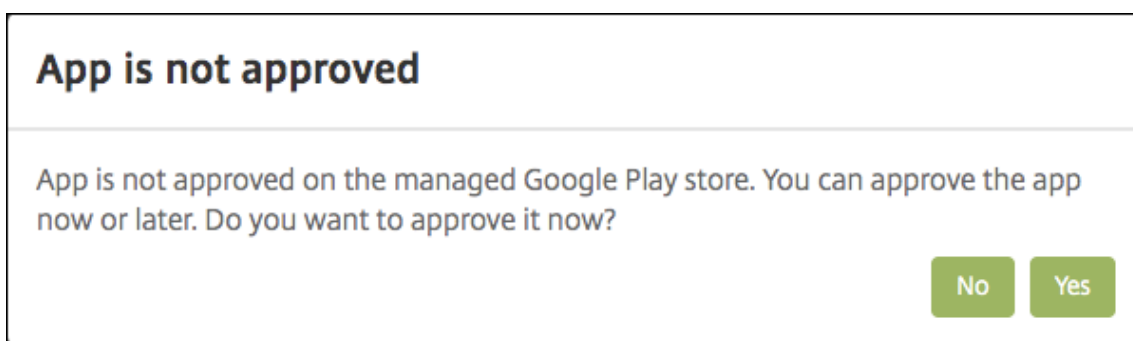 App is not approved
App is not approved on the managed Google Play store. You can approve the app
now or later. Do you want to approve it now?
No Yes